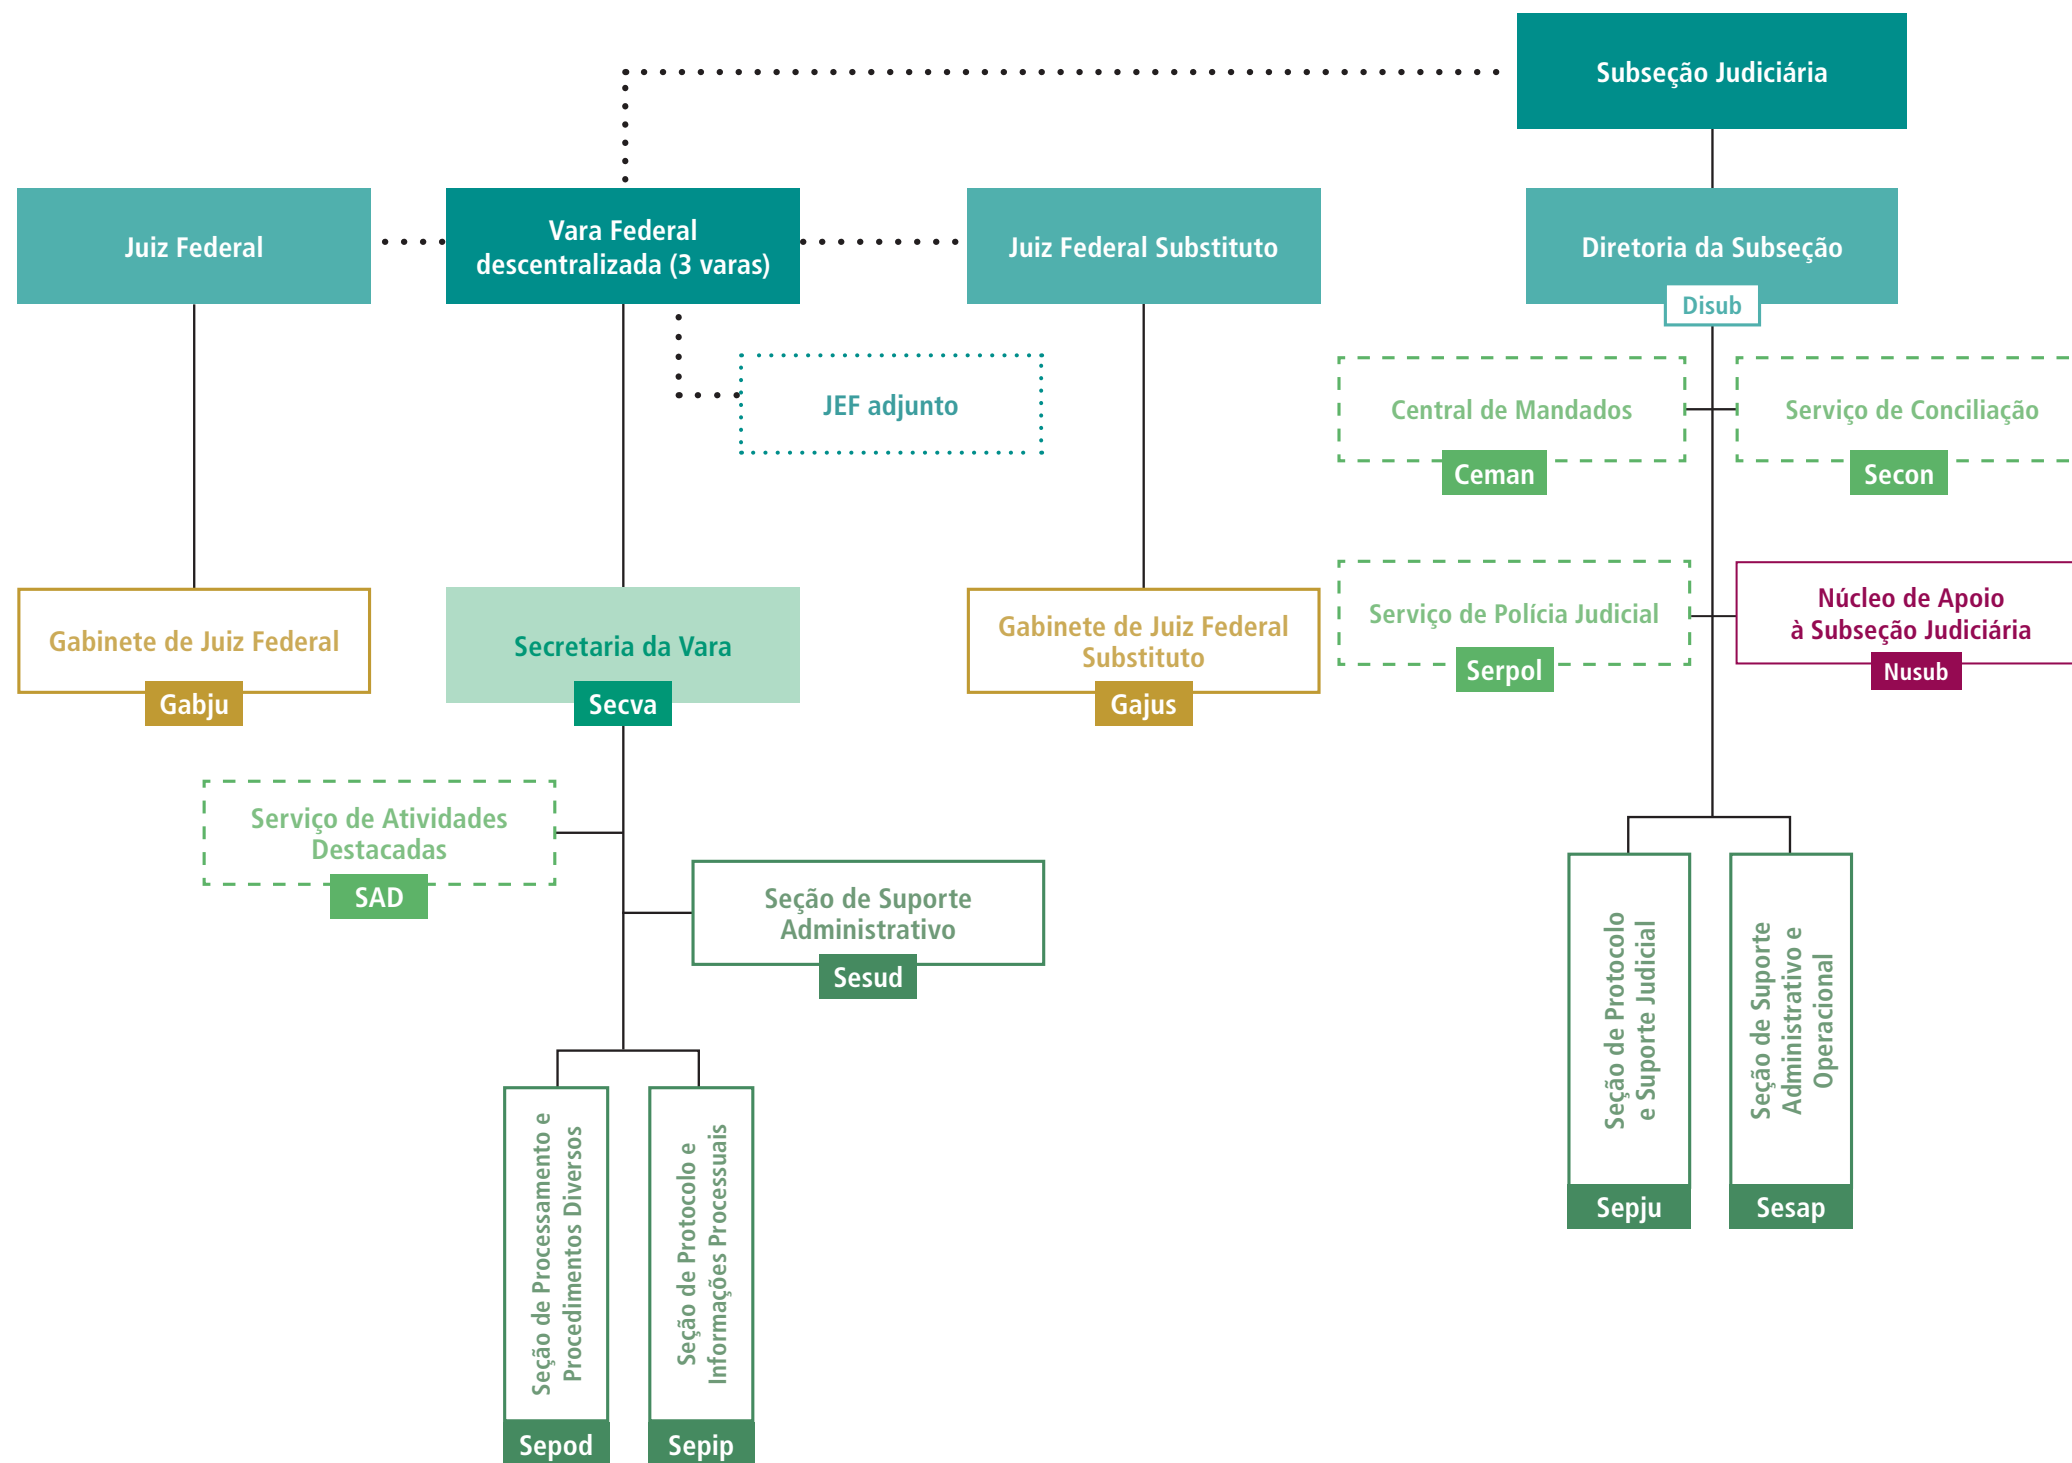 Subseção Judiciária
Juiz Federal
Vara Federal
descentralizada (3 varas)
Juiz Federal Substituto
Diretoria da Subseção
Disub
JEF adjunto
Central de Mandados
Ceman
Serviço de Conciliação
Secon
Serviço de Polícia Judicial
Serpol
Núcleo de Apoio
à Subseção Judiciária
Nusub
Gabinete de Juiz Federal
Gabju
Secretaria da Vara
Secva
Gabinete de Juiz Federal
Substituto
Gajus
Serviço de Atividades
Destacadas
SAD
Seção de Suporte
Administrativo
Sesud
Seção de Protocolo
e Suporte Judicial
Sepju
Seção de Suporte
Administrativo e
Operacional
Sesap
Seção de Processamento e
Procedimentos Diversos
Sepod
Seção de Protocolo e
Informações Processuais
Sepip